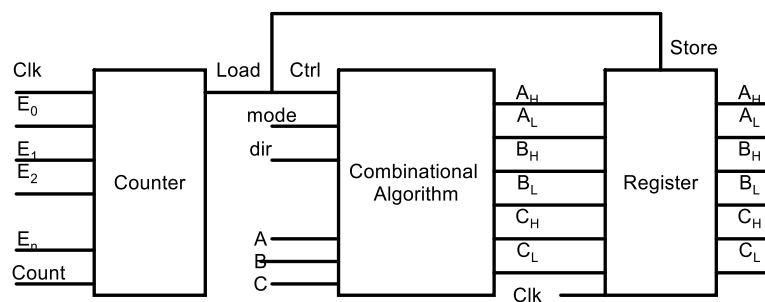 Store
Clk
Load
Ctrl
E0
mode
E1
dir
E2
Counter
En
Count
A
B
C
Combinational
Algorithm
AH
AL
BH
BL
CH
CL
Register
Clk
AH
AL
BH
BL
CH
CL